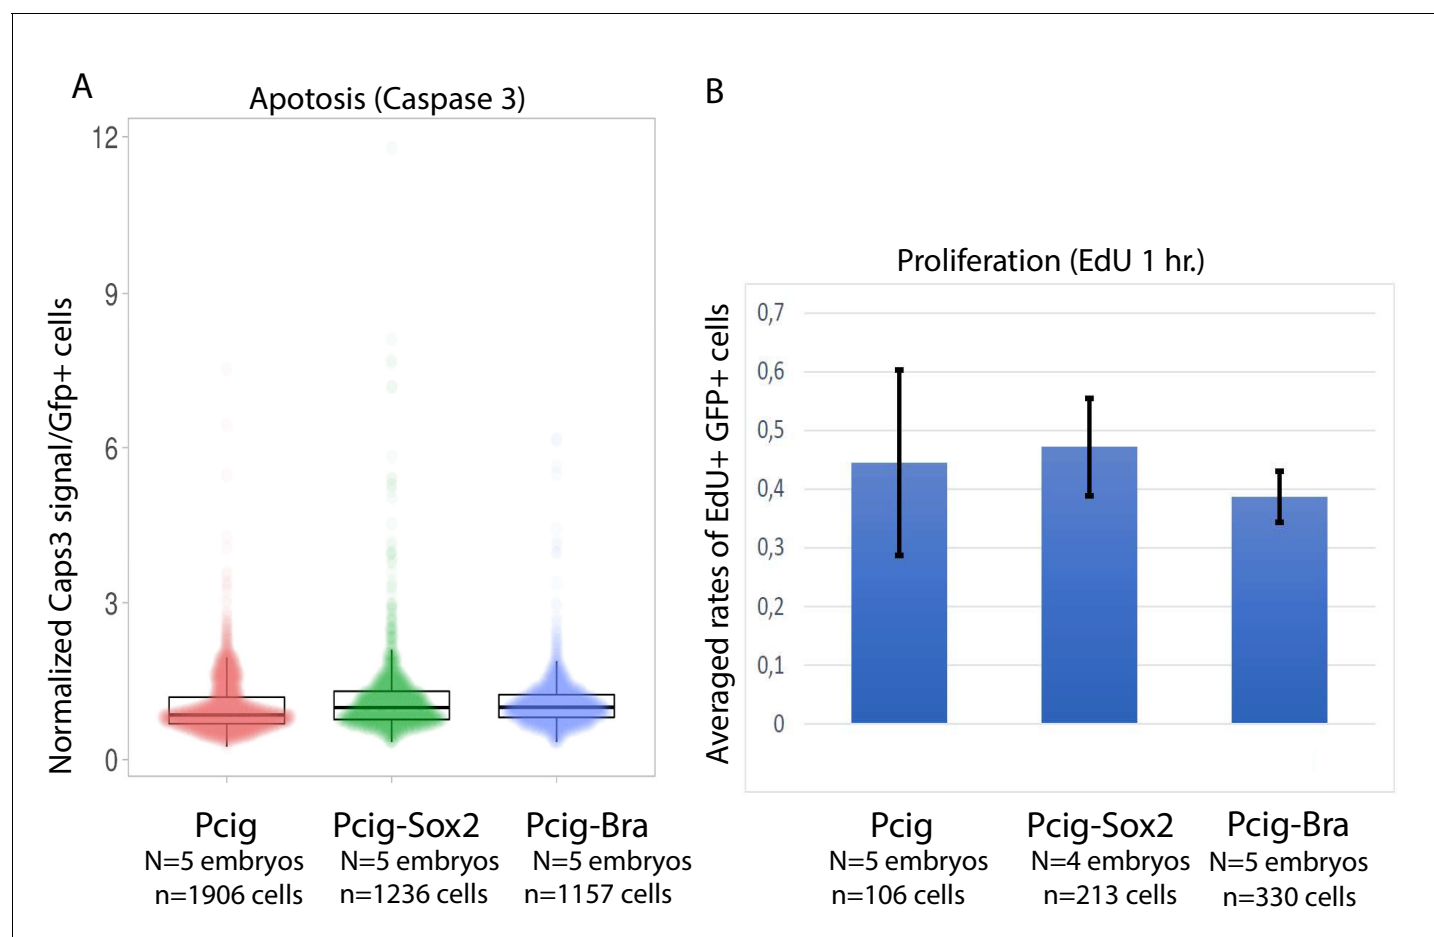 A
Apotosis (Caspase 3)
Normalized Caps3 signal/Gfp+ cells
12
9
6
3
0
Pcig
Pcig-Sox2
Pcig-Bra
N=5 embryos
N=5 embryos
N=5 embryos
n=1906 cells
n=1236 cells
n=1157 cells
B
Proliferation (EdU 1 hr.)
Averaged rates of EdU+ GFP+ cells
0,7
0,6
0,5
0,4
0,3
0,2
0,1
0
Pcig
Pcig-Sox2
Pcig-Bra
N=5 embryos
N=4 embryos
N=5 embryos
n=106 cells
n=213 cells
n=330 cells